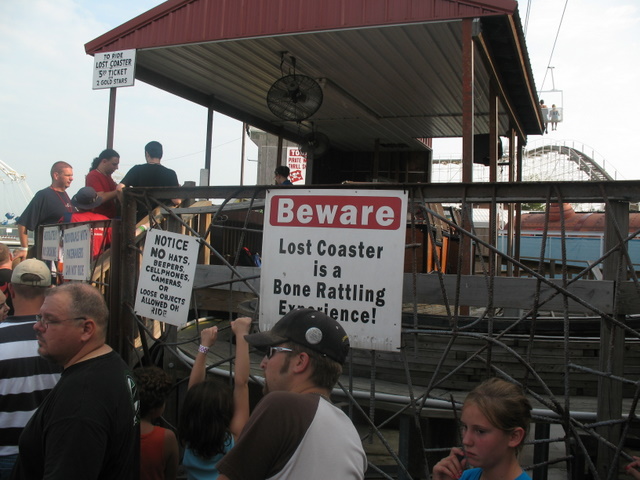 TO RIDE
LOST COASTER
5TH TICKET
or
2 GOLD STARS
Beware
Lost Coaster
is a
Bone Rattling
Experience!
NOTICE
NO HATS,
BEEPERS,
CELLPHONES,
CAMERAS,
OR
LOOSE OBJECTS
ALLOWED ON
RIDE